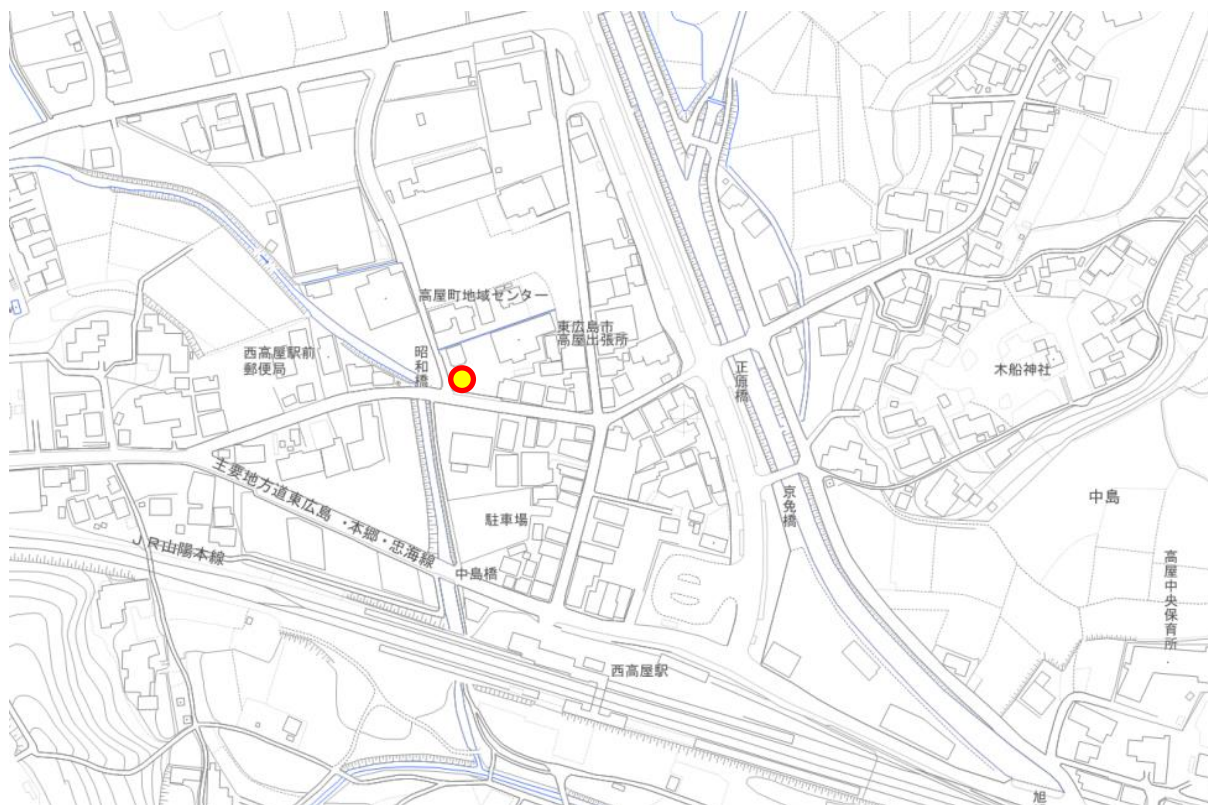 高屋町地域センター
東広島市
高屋出張所
昭和橋
西高屋駅前
郵便局
正原橋
木船神社
主要地方道東広島・本郷・忠海線
駐車場
京免橋
中島
JR山陽本線
中島橋
高屋中央保育所
西高屋駅
旭